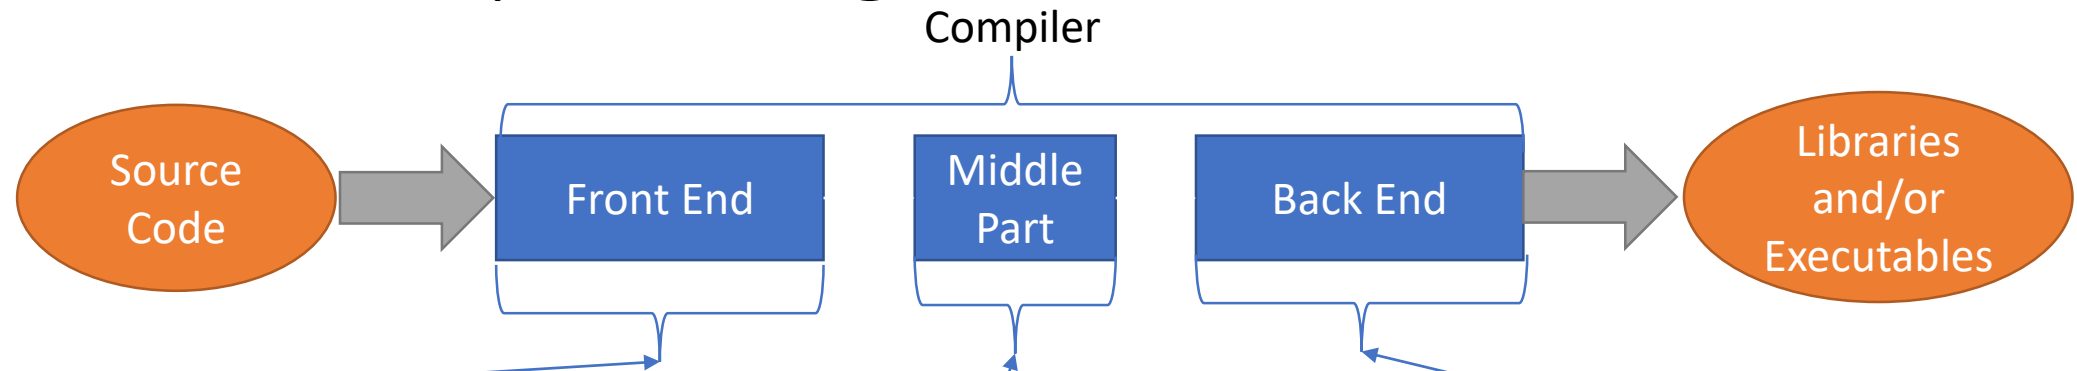 Compiler
Source
Code
Front End
Middle
Part
Back End
Libraries
and/or
Executables